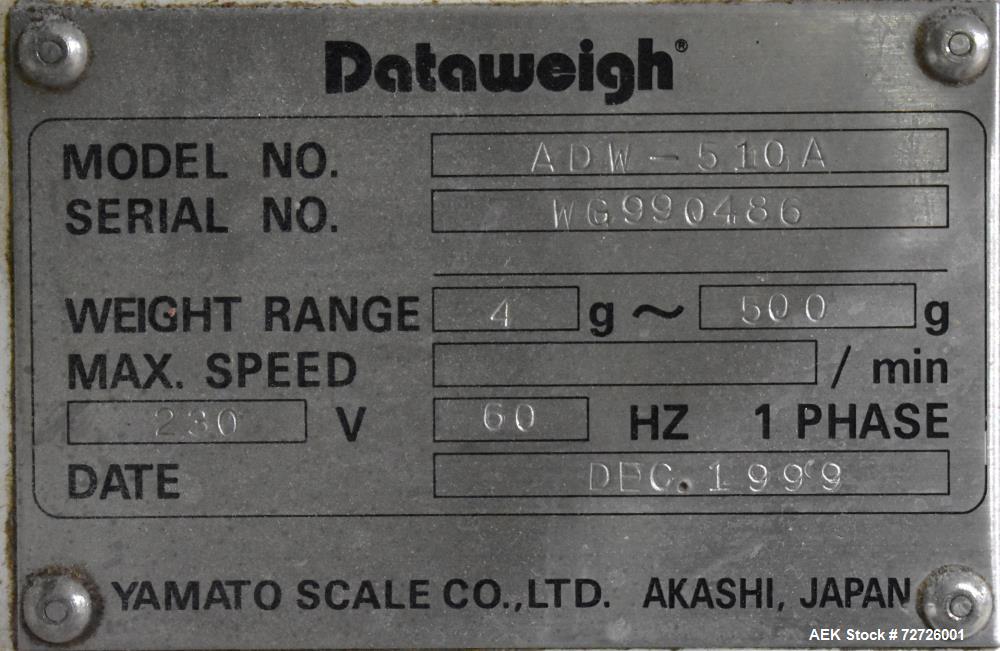 Dataweigh®
MODEL NO. ADW-510A
SERIAL NO. WG990486
WEIGHT RANGE 4 g ~ 500 g
MAX. SPEED / min
230 V 60 HZ 1 PHASE
DATE DEC. 1999
YAMATO SCALE CO.,LTD. AKASHI, JAPAN
AEK Stock # 72726001